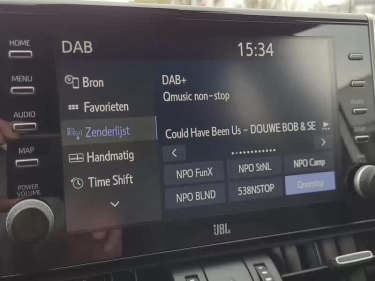 HOME
MENU
AUDIO
MAP
POWER
VOLUME
DAB
15:34
Bron
Favorieten
Zenderlijst
Handmatig
Time Shift
DAB+
Qmusic non-stop
Could Have Been Us - DOUWE BOB & SE
NPO FunX
NPO StNL
NPO Camp
NPO BLND
538NSTOP
Qnonstop
JBL